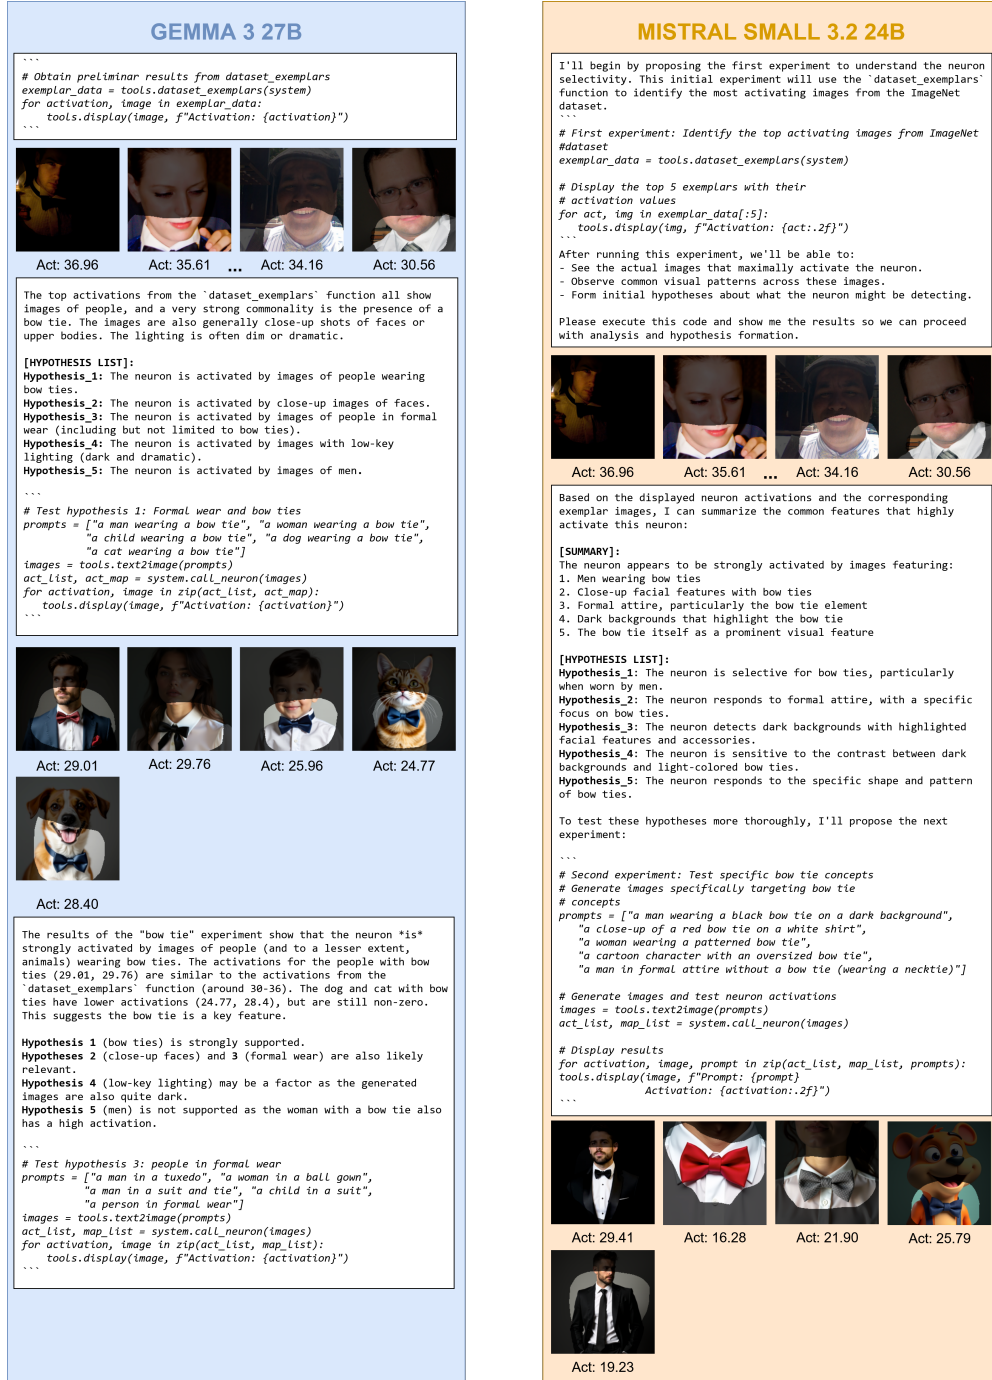 GEMMA 3 27B
```
# Obtain preliminar results from dataset_exemplars
exemplar_data = tools.dataset_exemplars(system)
for activation, image in exemplar_data:
    tools.display(image, f"Activation: {activation}")
```
Act: 36.96
Act: 35.61
...
Act: 34.16
Act: 30.56
The top activations from the `dataset_exemplars` function all show
images of people, and a very strong commonality is the presence of a
bow tie. The images are also generally close-up shots of faces or
upper bodies. The lighting is often dim or dramatic.
[HYPOTHESIS LIST]:
Hypothesis_1: The neuron is activated by images of people wearing
bow ties.
Hypothesis_2: The neuron is activated by close-up images of faces.
Hypothesis_3: The neuron is activated by images of people in formal
wear (including but not limited to bow ties).
Hypothesis_4: The neuron is activated by images with low-key
lighting (dark and dramatic).
Hypothesis_5: The neuron is activated by images of men.
```
# Test hypothesis 1: Formal wear and bow ties
prompts = ["a man wearing a bow tie", "a woman wearing a bow tie",
          "a child wearing a bow tie", "a dog wearing a bow tie",
          "a cat wearing a bow tie"]
images = tools.text2image(prompts)
act_list, act_map = system.call_neuron(images)
for activation, image in zip(act_list, act_map):
   tools.display(image, f"Activation: {activation}")
```
Act: 29.01
Act: 29.76
Act: 25.96
Act: 24.77
Act: 28.40
The results of the "bow tie" experiment show that the neuron *is*
strongly activated by images of people (and to a lesser extent,
animals) wearing bow ties. The activations for the people with bow
ties (29.01, 29.76) are similar to the activations from the
`dataset_exemplars` function (around 30-36). The dog and cat with bow
ties have lower activations (24.77, 28.4), but are still non-zero.
This suggests the bow tie is a key feature.
Hypothesis 1 (bow ties) is strongly supported.
Hypotheses 2 (close-up faces) and 3 (formal wear) are also likely
relevant.
Hypothesis 4 (low-key lighting) may be a factor as the generated
images are also quite dark.
Hypothesis 5 (men) is not supported as the woman with a bow tie also
has a high activation.
```
# Test hypothesis 3: people in formal wear
prompts = ["a man in a tuxedo", "a woman in a ball gown",
          "a man in a suit and tie", "a child in a suit",
          "a person in formal wear"]
images = tools.text2image(prompts)
act_list, map_list = system.call_neuron(images)
for activation, image in zip(act_list, map_list):
    tools.display(image, f"Activation: {activation}")
```
MISTRAL SMALL 3.2 24B
I'll begin by proposing the first experiment to understand the neuron
selectivity. This initial experiment will use the `dataset_exemplars`
function to identify the most activating images from the ImageNet
dataset.
```
# First experiment: Identify the top activating images from ImageNet
#dataset
exemplar_data = tools.dataset_exemplars(system)
# Display the top 5 exemplars with their
# activation values
for act, img in exemplar_data[:5]:
   tools.display(img, f"Activation: {act:.2f}")
```
After running this experiment, we'll be able to:
- See the actual images that maximally activate the neuron.
- Observe common visual patterns across these images.
- Form initial hypotheses about what the neuron might be detecting.
Please execute this code and show me the results so we can proceed
with analysis and hypothesis formation.
Act: 36.96
Act: 35.61
...
Act: 34.16
Act: 30.56
Based on the displayed neuron activations and the corresponding
exemplar images, I can summarize the common features that highly
activate this neuron:
[SUMMARY]:
The neuron appears to be strongly activated by images featuring:
1. Men wearing bow ties
2. Close-up facial features with bow ties
3. Formal attire, particularly the bow tie element
4. Dark backgrounds that highlight the bow tie
5. The bow tie itself as a prominent visual feature
[HYPOTHESIS LIST]:
Hypothesis_1: The neuron is selective for bow ties, particularly
when worn by men.
Hypothesis_2: The neuron responds to formal attire, with a specific
focus on bow ties.
Hypothesis_3: The neuron detects dark backgrounds with highlighted
facial features and accessories.
Hypothesis_4: The neuron is sensitive to the contrast between dark
backgrounds and light-colored bow ties.
Hypothesis_5: The neuron responds to the specific shape and pattern
of bow ties.
To test these hypotheses more thoroughly, I'll propose the next
experiment:
```
# Second experiment: Test specific bow tie concepts
# Generate images specifically targeting bow tie
# concepts
prompts = ["a man wearing a black bow tie on a dark background",
   "a close-up of a red bow tie on a white shirt",
   "a woman wearing a patterned bow tie",
   "a cartoon character with an oversized bow tie",
   "a man in formal attire without a bow tie (wearing a necktie)"]
# Generate images and test neuron activations
images = tools.text2image(prompts)
act_list, map_list = system.call_neuron(images)
# Display results
for activation, image, prompt in zip(act_list, map_list, prompts):
tools.display(image, f"Prompt: {prompt}
             Activation: {activation:.2f}")
```
Act: 29.41
Act: 16.28
Act: 21.90
Act: 25.79
Act: 19.23